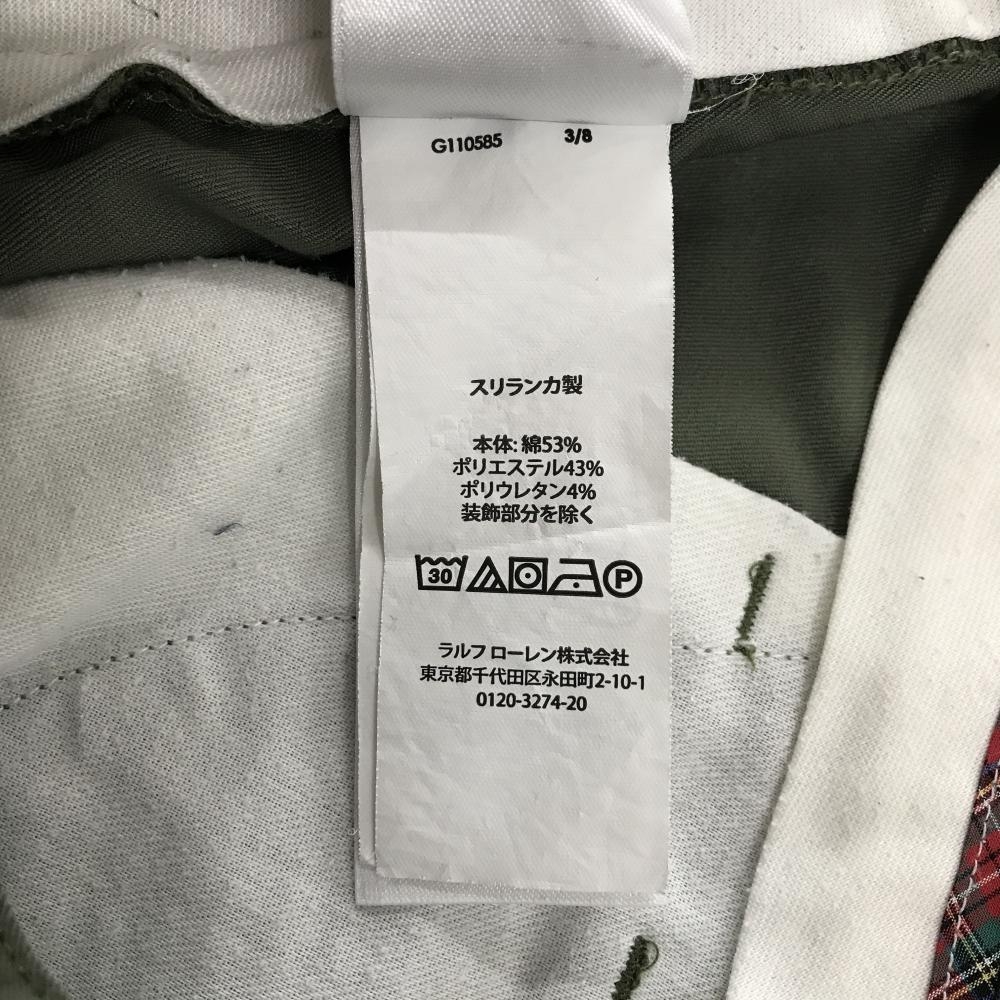 G110585 3/8
スリランカ製
本体: 綿53%
ポリエステル43%
ポリウレタン4%
装飾部分を除く
30 P
ラルフ ローレン株式会社
東京都千代田区永田町2-10-1
0120-3274-20